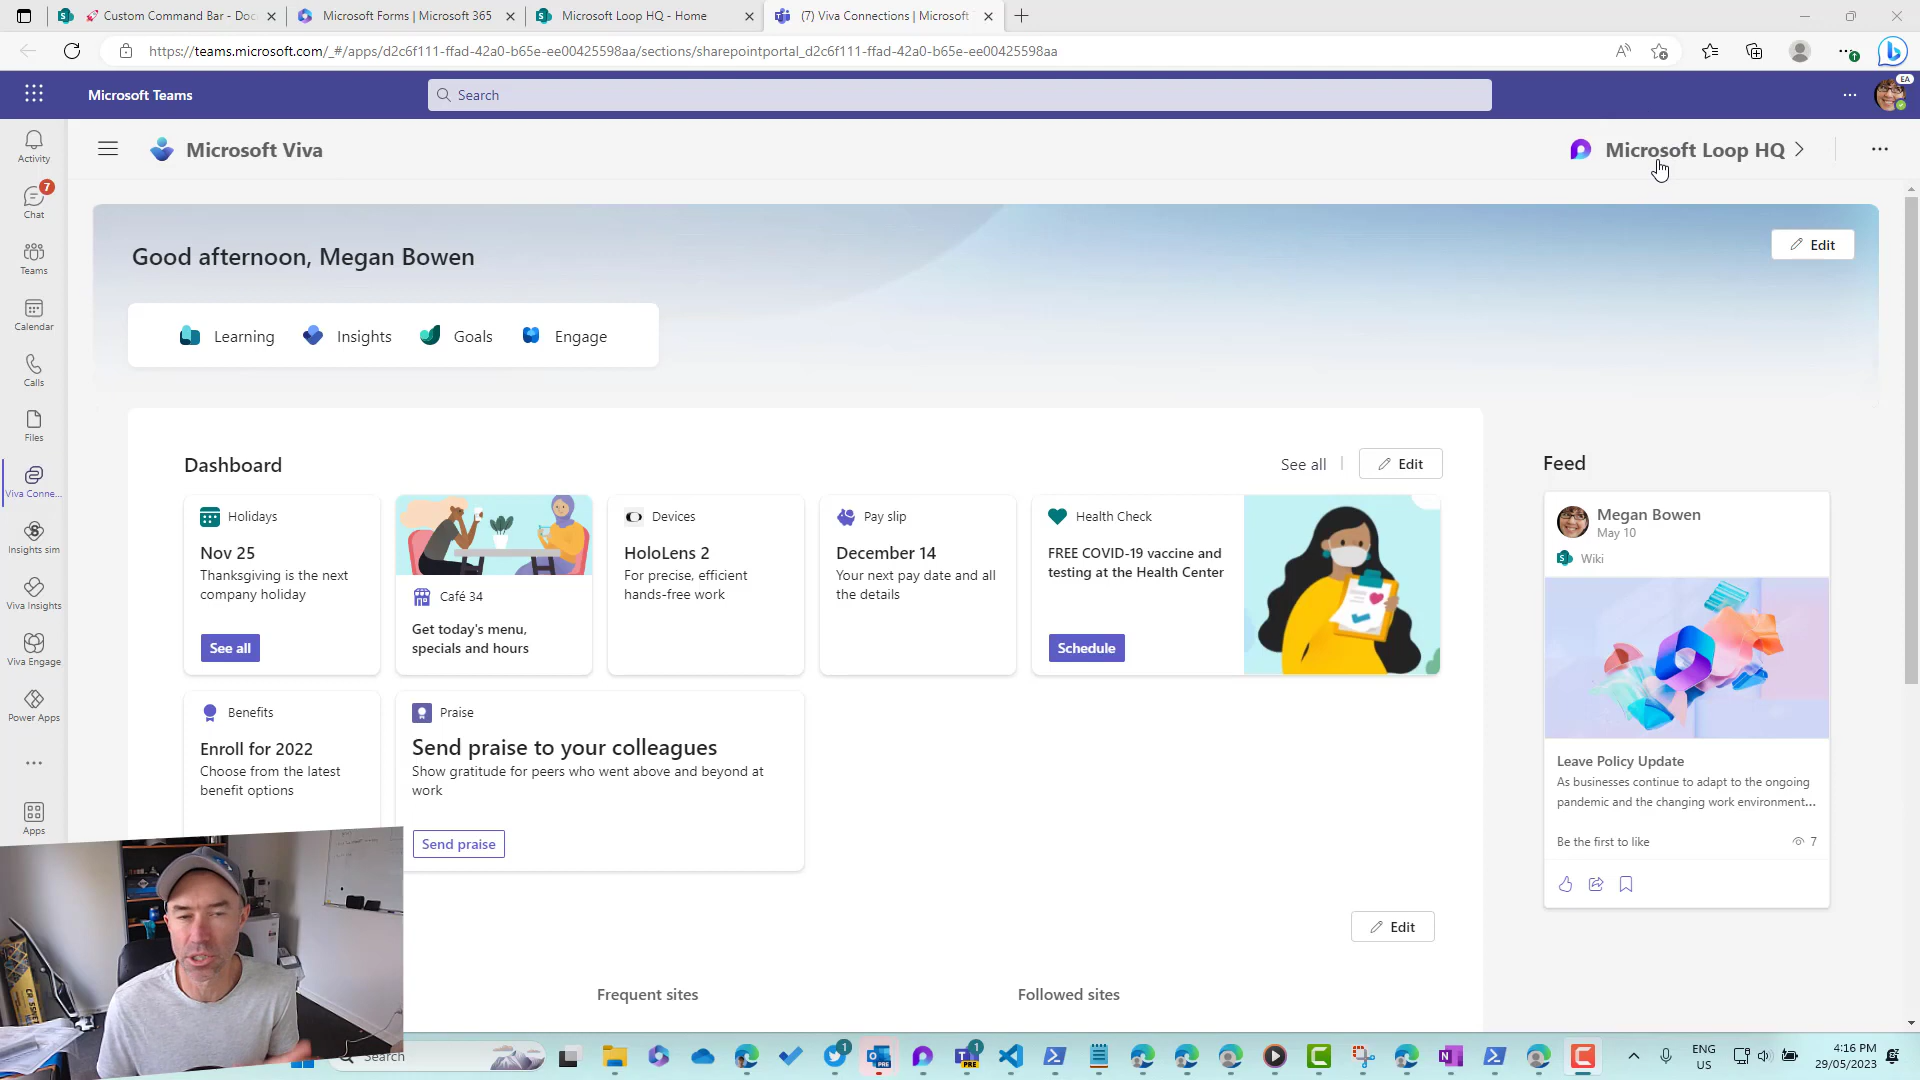 🚀 Custom Command Bar - Doc
Microsoft Forms | Microsoft 365
Microsoft Loop HQ - Home
(7) Viva Connections | Microsoft T
https://teams.microsoft.com/_#/apps/d2c6f111-ffad-42a0-b65e-ee00425598aa/sections/sharepointportal_d2c6f111-ffad-42a0-b65e-ee00425598aa
Microsoft Teams
Search
EA
Activity
7
Chat
Teams
Calendar
Calls
Files
Viva Conne...
Insights sim
Viva Insights
Viva Engage
Power Apps
Apps
Microsoft Viva
Microsoft Loop HQ
Good afternoon, Megan Bowen
Edit
Learning
Insights
Goals
Engage
Dashboard
See all
Edit
Holidays
Nov 25
Thanksgiving is the next
company holiday
See all
Café 34
Get today's menu,
specials and hours
Devices
HoloLens 2
For precise, efficient
hands-free work
Pay slip
December 14
Your next pay date and all
the details
Health Check
FREE COVID-19 vaccine and
testing at the Health Center
Schedule
Benefits
Enroll for 2022
Choose from the latest
benefit options
Praise
Send praise to your colleagues
Show gratitude for peers who went above and beyond at
work
Send praise
Feed
Megan Bowen
May 10
Wiki
Leave Policy Update
As businesses continue to adapt to the ongoing
pandemic and the changing work environment...
Be the first to like
7
Edit
Frequent sites
Followed sites
Search
1
PRE
1
PRE
ENG
US
4:16 PM
29/05/2023